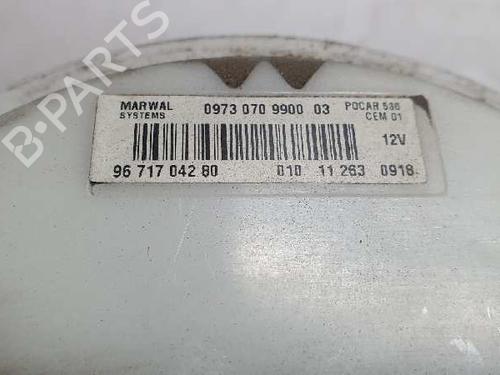 MARWAL
SYSTEMS
0973 070 9900 03
POCAR 536
CEM 01
12V
96 717 042 80
010 11 263 0918
B-PARTS